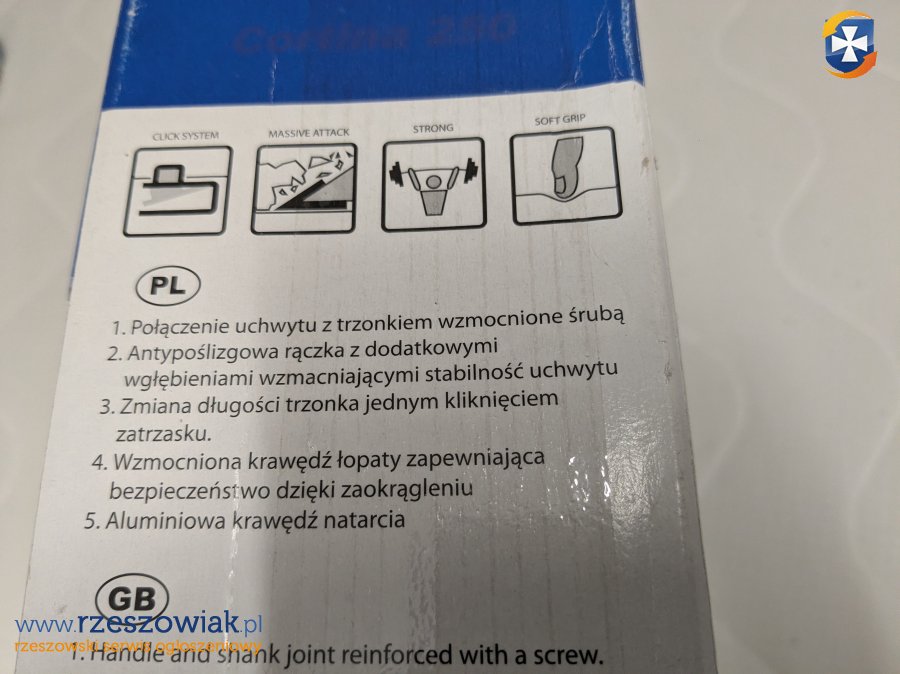 Cortina 290
CLICK SYSTEM
MASSIVE ATTACK
STRONG
SOFT GRIP
PL
1. Połączenie uchwytu z trzonkiem wzmocnione śrubą
2. Antypoślizgowa rączka z dodatkowymi
wgłębieniami wzmacniającymi stabilność uchwytu
3. Zmiana długości trzonka jednym kliknięciem
zatrzasku.
4. Wzmocniona krawędź łopaty zapewniająca
bezpieczeństwo dzięki zaokrągleniu
5. Aluminiowa krawędź natarcia
GB
www.rzeszowiak.pl
rzeszowski serwis ogłoszeniowy
1. Handle and shank joint reinforced with a screw.